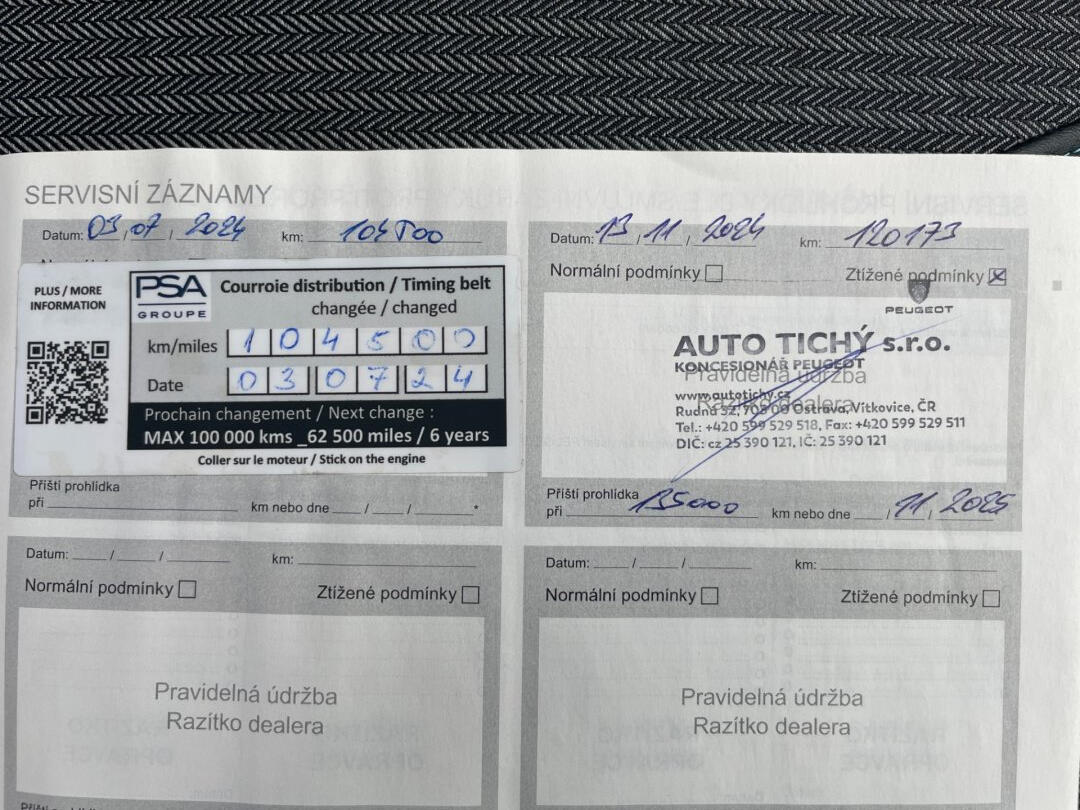 SERVISNÍ ZÁZNAMY
Datum: 03 / 07 / 2024 km: 104500
PLUS / MORE
INFORMATION
PSA
GROUPE
Courroie distribution / Timing belt
changée / changed
km/miles 1 0 4 5 0 0
Date 0 3 0 7 2 4
Prochain changement / Next change :
MAX 100 000 kms _62 500 miles / 6 years
Coller sur le moteur / Stick on the engine
Příští prohlídka
při km nebo dne / / *
Datum: 13 / 11 / 2024 km: 120173
Normální podmínky Ztížené podmínky
PEUGEOT
AUTO TICHÝ s.r.o.
KONCESIONÁŘ PEUGEOT
Pravidelná údržba
www.autotichy.cz
Razítko dealera
Rudná 32, 703 00 Ostrava, Vítkovice, ČR
Tel.: +420 599 529 518, Fax: +420 599 529 511
DIČ: cz 25 390 121, IČ: 25 390 121
Příští prohlídka
při 135000 km nebo dne / 11 / 2025
Datum: / / km:
Normální podmínky Ztížené podmínky
Pravidelná údržba
Razítko dealera
Datum: / / km:
Normální podmínky Ztížené podmínky
Pravidelná údržba
Razítko dealera